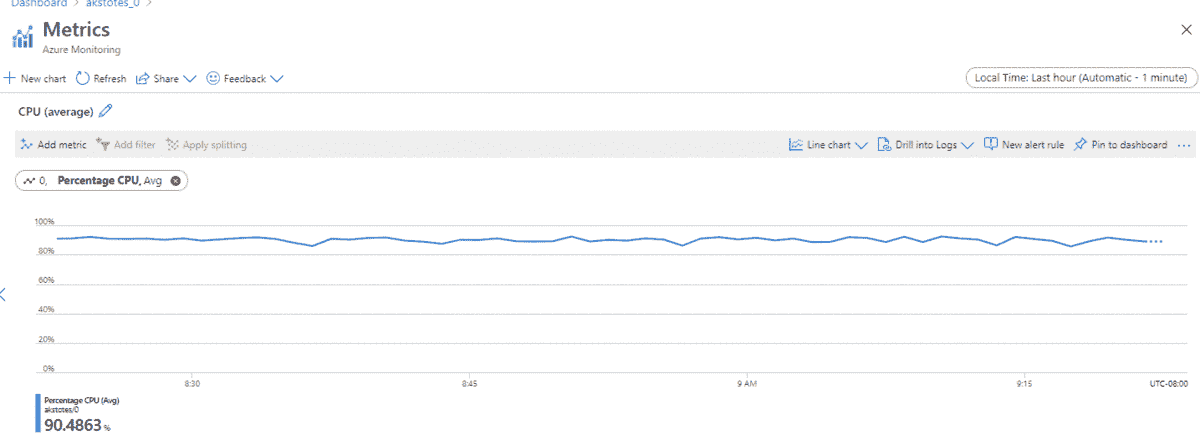 Dashboard > akstotes_0 >
Metrics
Azure Monitoring
New chart Refresh Share Feedback Local Time: Last hour (Automatic - 1 minute)
CPU (average)
Add metric Add filter Apply splitting Line chart Drill into Logs New alert rule Pin to dashboard ...
0, Percentage CPU, Avg
100%
80%
60%
40%
20%
0%
8:30 8:45 9 AM 9:15 UTC-08:00
Percentage CPU (Avg)
akstotes/0
90.4863 %